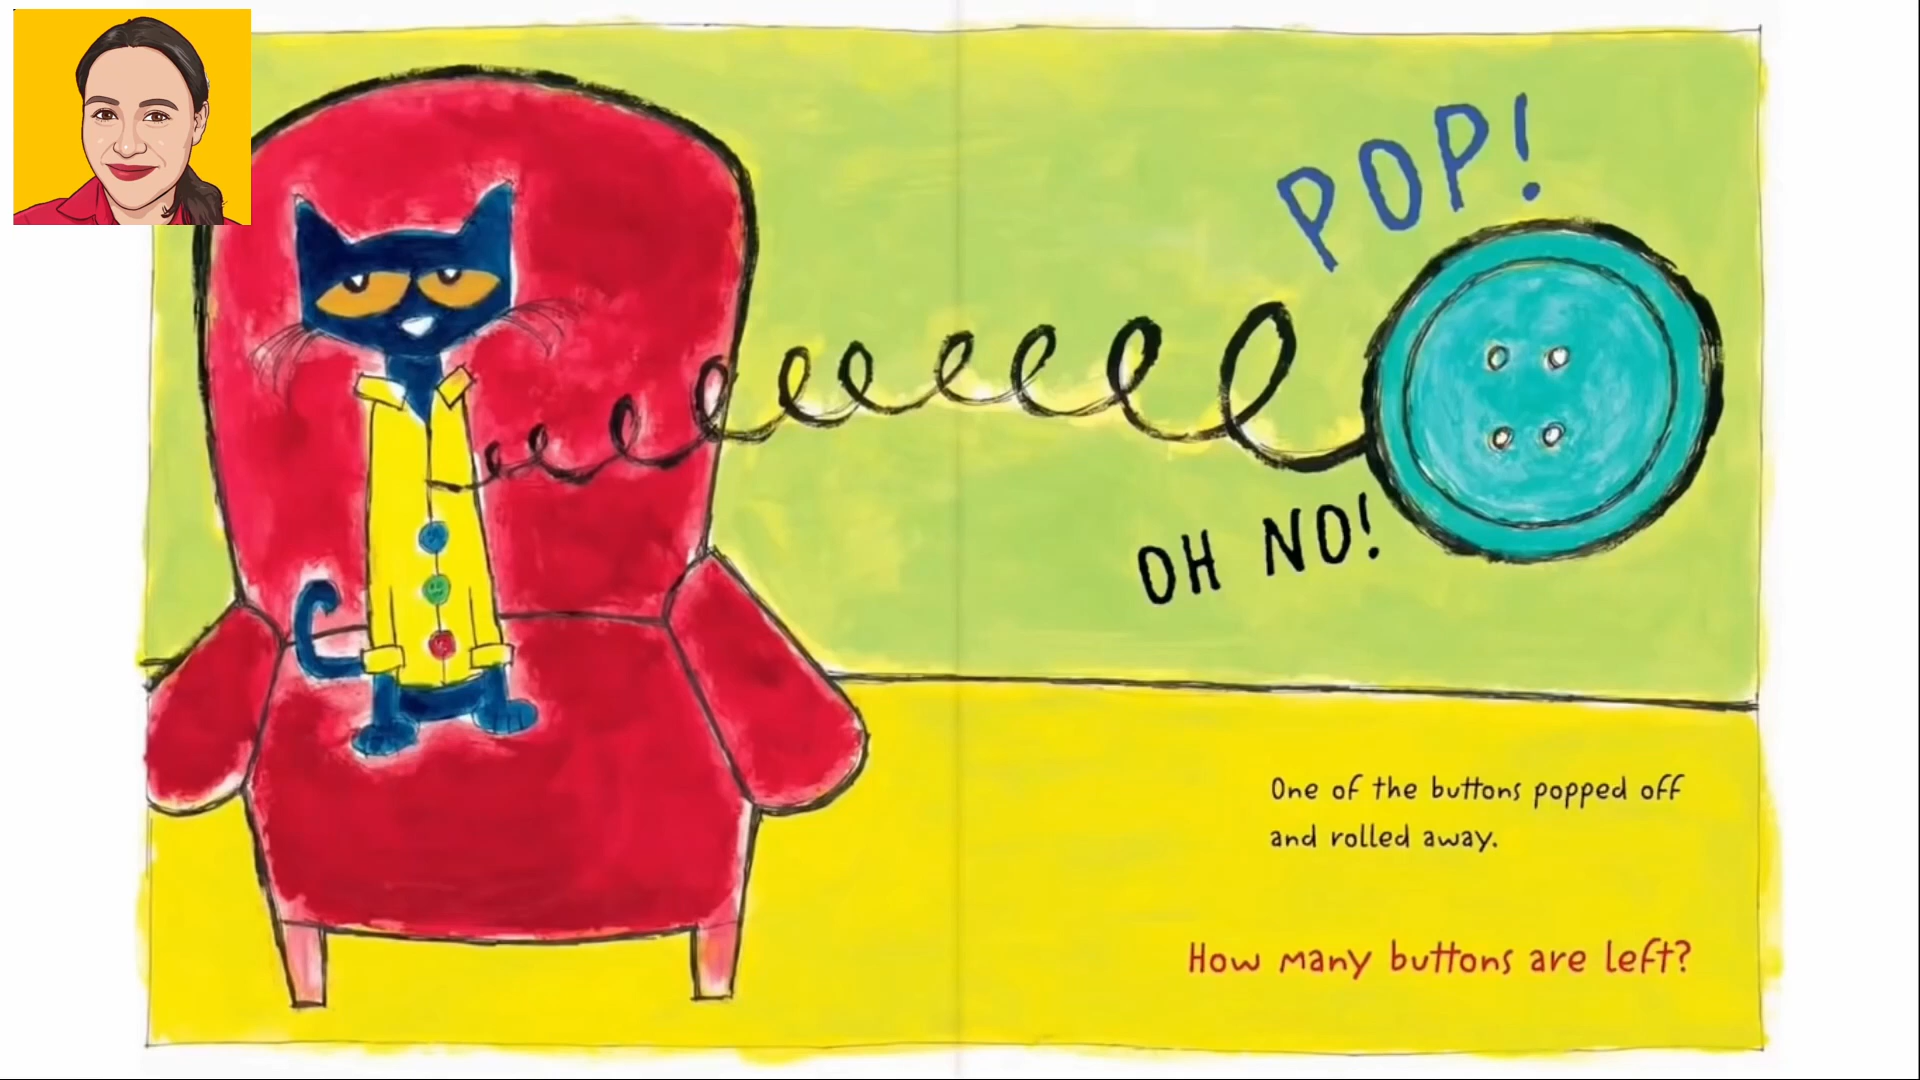 POP!
OH NO!
One of the buttons popped off
and rolled away.
How many buttons are left?